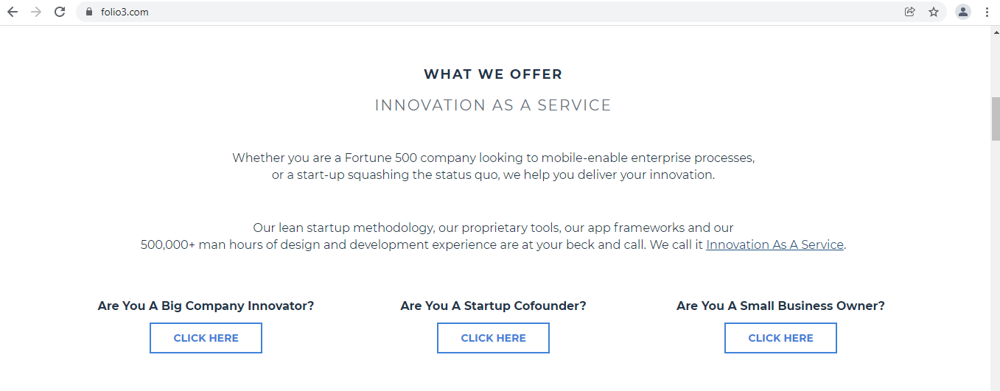 folio3.com
WHAT WE OFFER
INNOVATION AS A SERVICE
Whether you are a Fortune 500 company looking to mobile-enable enterprise processes,
or a start-up squashing the status quo, we help you deliver your innovation.
Our lean startup methodology, our proprietary tools, our app frameworks and our
500,000+ man hours of design and development experience are at your beck and call. We call it Innovation As A Service.
Are You A Big Company Innovator?
Are You A Startup Cofounder?
Are You A Small Business Owner?
CLICK HERE
CLICK HERE
CLICK HERE